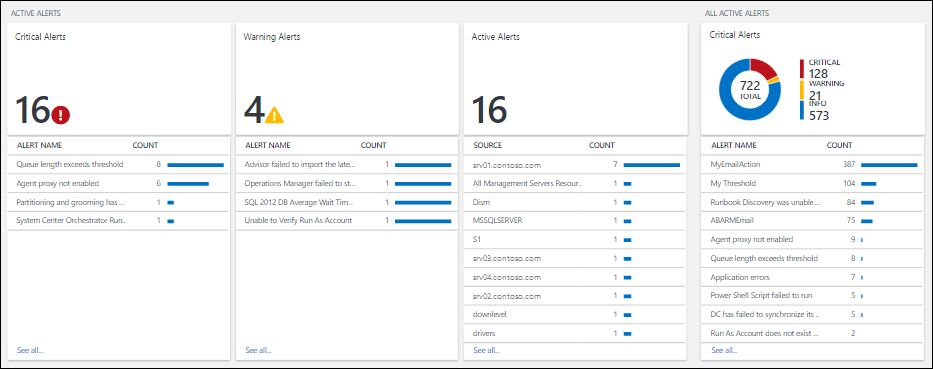 ACTIVE ALERTS
Critical Alerts
16
ALERT NAME COUNT
Queue length exceeds threshold 8
Agent proxy not enabled 6
Partitioning and grooming has ... 1
System Center Orchestrator Run... 1
See all...
Warning Alerts
4
ALERT NAME COUNT
Advisor failed to import the late... 1
Operations Manager failed to st... 1
SQL 2012 DB Average Wait Tim... 1
Unable to Verify Run As Account 1
See all...
Active Alerts
16
SOURCE COUNT
srv01.contoso.com 7
All Management Servers Resour... 1
Dism 1
MSSQLSERVER 1
S1 1
srv03.contoso.com 1
srv04.contoso.com 1
srv02.contoso.com 1
downlevel 1
drivers 1
See all...
ALL ACTIVE ALERTS
Critical Alerts
722
TOTAL
CRITICAL
128
WARNING
21
INFO
573
ALERT NAME COUNT
MyEmailAction 387
My Threshold 104
Runbook Discovery was unable ... 84
ABARMEmail 75
Agent proxy not enabled 9
Queue length exceeds threshold 8
Application errors 7
Power Shell Script failed to run 5
DC has failed to synchronize its ... 5
Run As Account does not exist ... 2
See all...